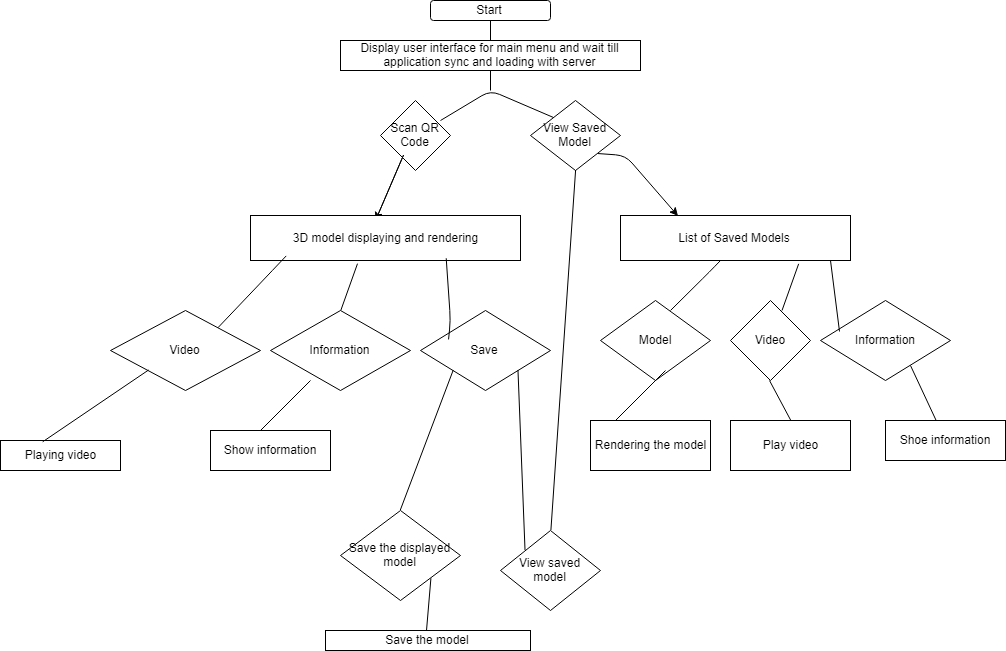 Start
Display user interface for main menu and wait till
application sync and loading with server
Scan QR
Code
View Saved
Model
3D model displaying and rendering
List of Saved Models
Video
Information
Save
Model
Video
Information
Playing video
Show information
Rendering the model
Play video
Shoe information
Save the displayed
model
View saved
model
Save the model